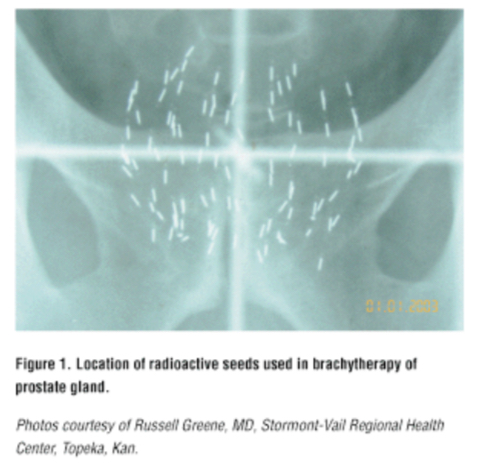 01.01.2003
Figure 1. Location of radioactive seeds used in brachytherapy of
prostate gland.
Photos courtesy of Russell Greene, MD, Stormont-Vail Regional Health
Center, Topeka, Kan.